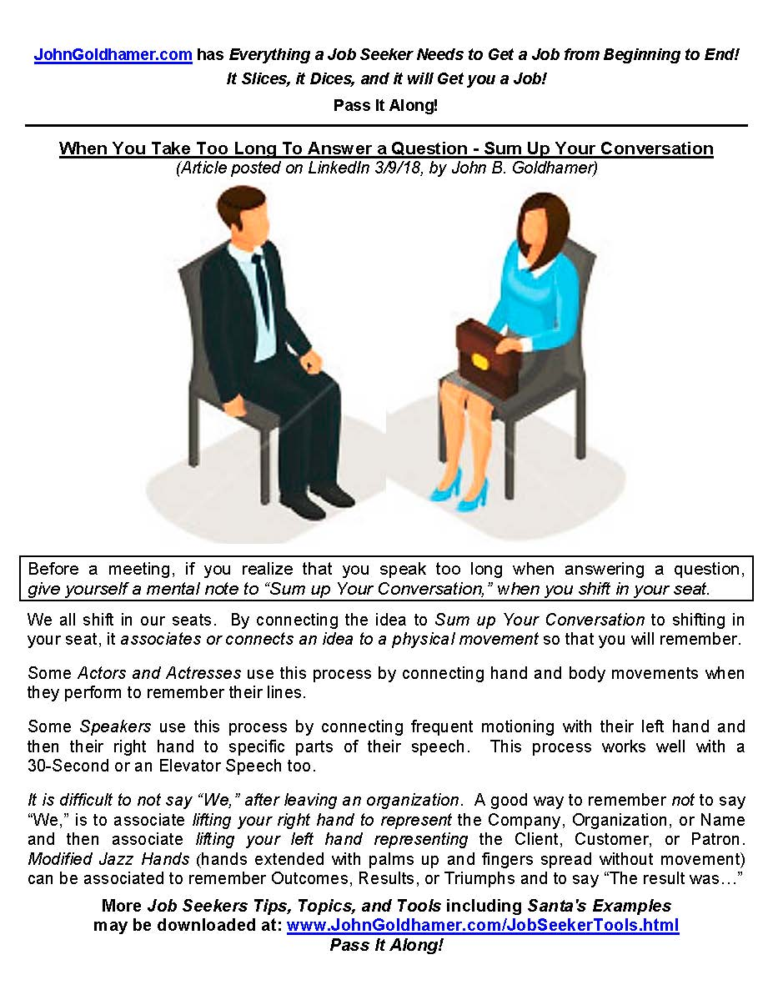 JohnGoldhamer.com has Everything a Job Seeker Needs to Get a Job from Beginning to End!
It Slices, it Dices, and it will Get you a Job!
Pass It Along!
When You Take Too Long To Answer a Question - Sum Up Your Conversation
(Article posted on LinkedIn 3/9/18, by John B. Goldhamer)
Before a meeting, if you realize that you speak too long when answering a question,
give yourself a mental note to “Sum up Your Conversation,” when you shift in your seat.
We all shift in our seats. By connecting the idea to Sum up Your Conversation to shifting in
your seat, it associates or connects an idea to a physical movement so that you will remember.
Some Actors and Actresses use this process by connecting hand and body movements when
they perform to remember their lines.
Some Speakers use this process by connecting frequent motioning with their left hand and
then their right hand to specific parts of their speech. This process works well with a
30-Second or an Elevator Speech too.
It is difficult to not say “We,” after leaving an organization. A good way to remember not to say
“We,” is to associate lifting your right hand to represent the Company, Organization, or Name
and then associate lifting your left hand representing the Client, Customer, or Patron.
Modified Jazz Hands (hands extended with palms up and fingers spread without movement)
can be associated to remember Outcomes, Results, or Triumphs and to say “The result was…”
More Job Seekers Tips, Topics, and Tools including Santa's Examples
may be downloaded at: www.JohnGoldhamer.com/JobSeekerTools.html
Pass It Along!